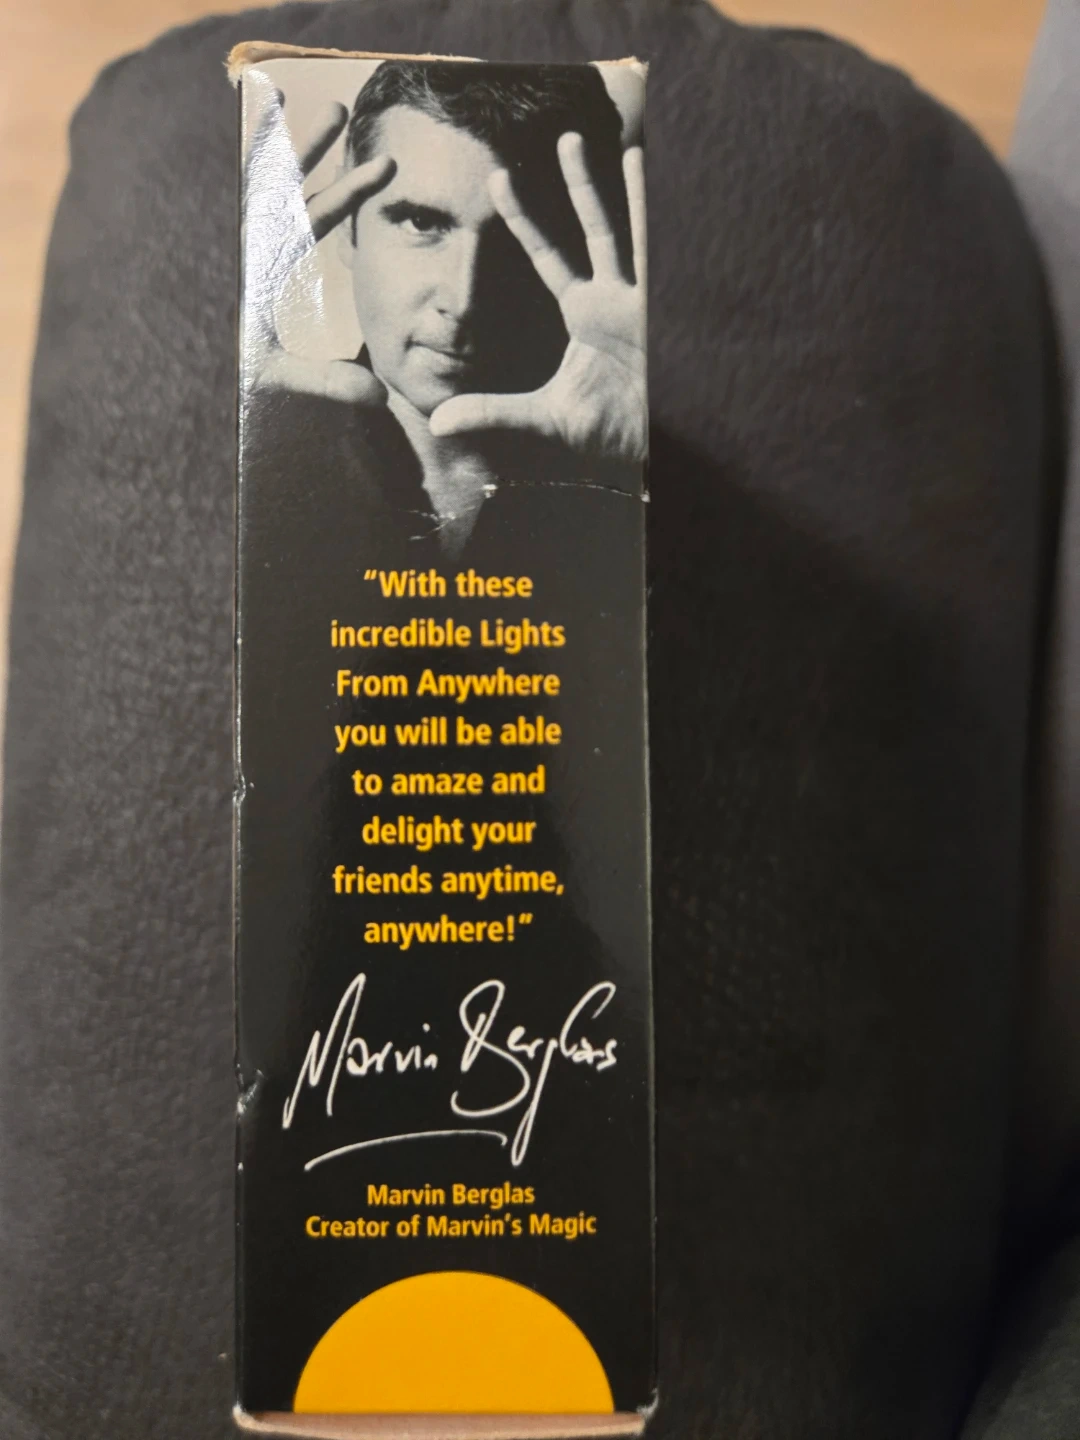 “With these
incredible Lights
From Anywhere
you will be able
to amaze and
delight your
friends anytime,
anywhere!”
Marvin Berglas
Marvin Berglas
Creator of Marvin’s Magic